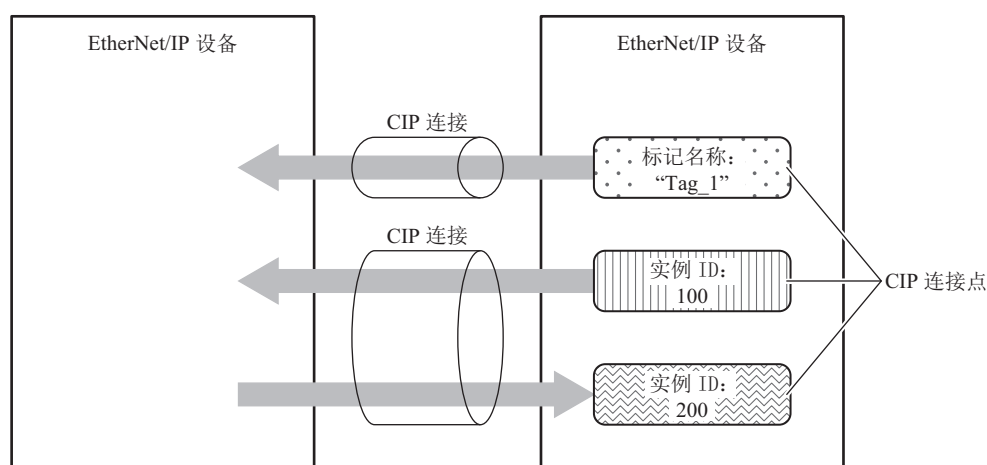 EtherNet/IP 设备
EtherNet/IP 设备
CIP 连接
标记名称：
“Tag_1”
CIP 连接
实例 ID：
100
CIP 连接点
实例 ID：
200